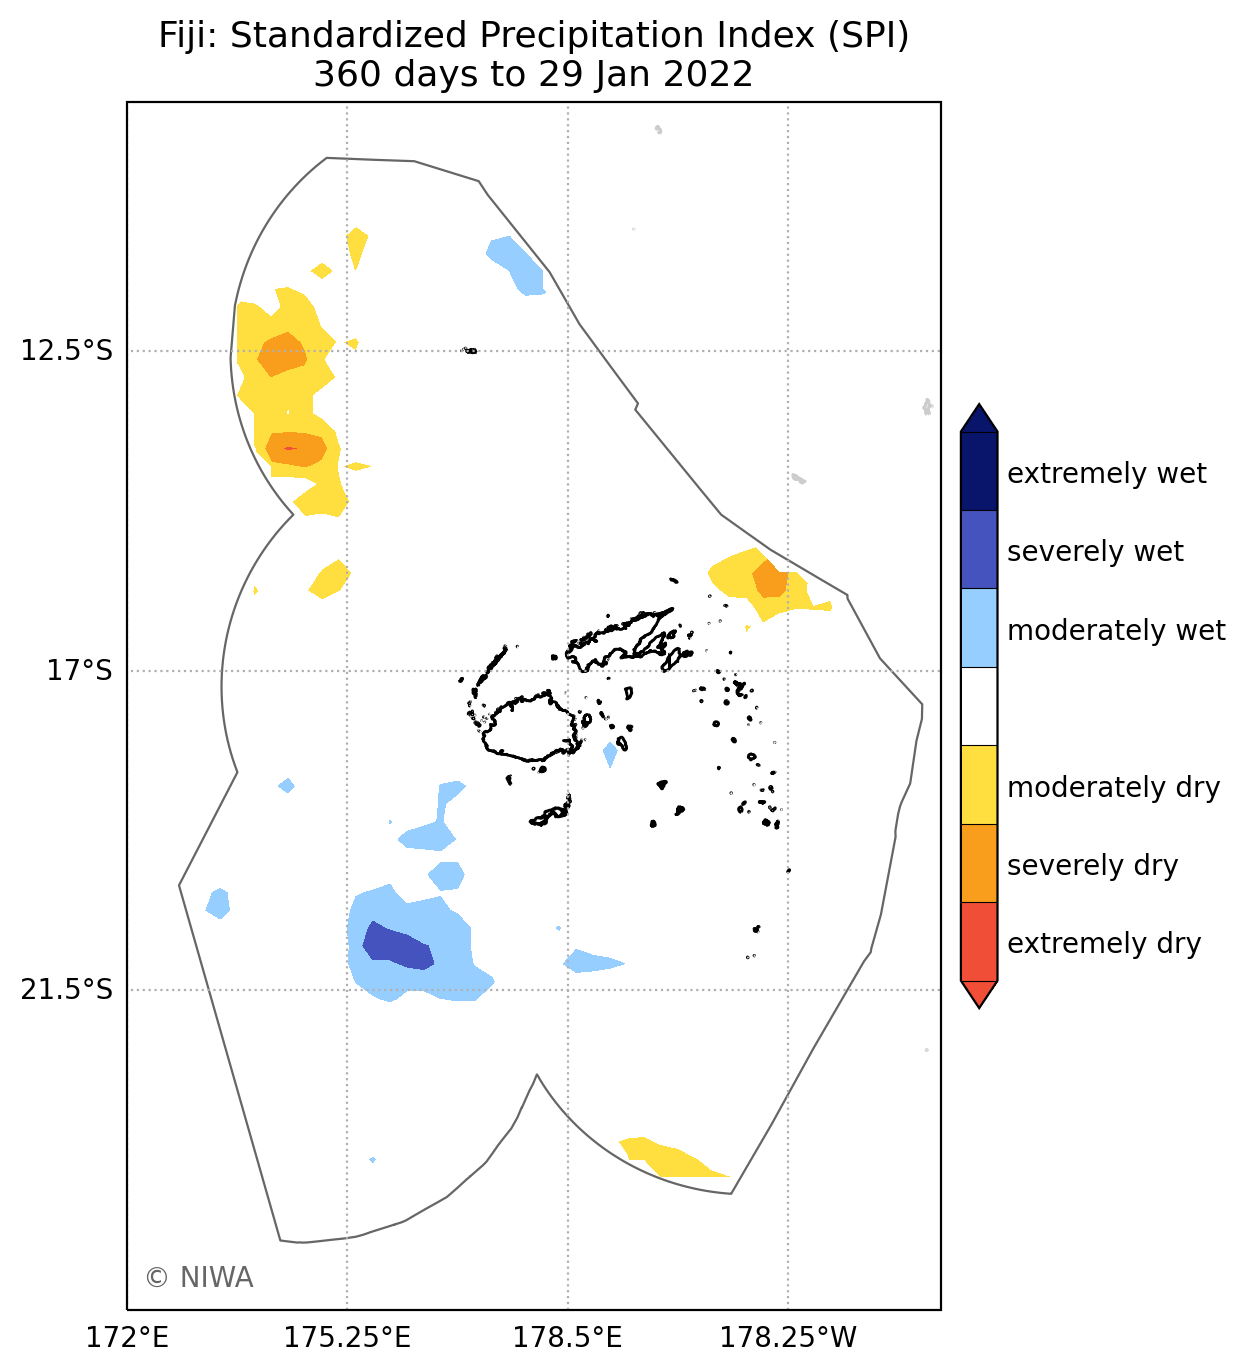 Fiji: Standardized Precipitation Index (SPI)
360 days to 29 Jan 2022
12.5°S
17°S
21.5°S
172°E
175.25°E
178.5°E
178.25°W
© NIWA
extremely wet
severely wet
moderately wet
moderately dry
severely dry
extremely dry